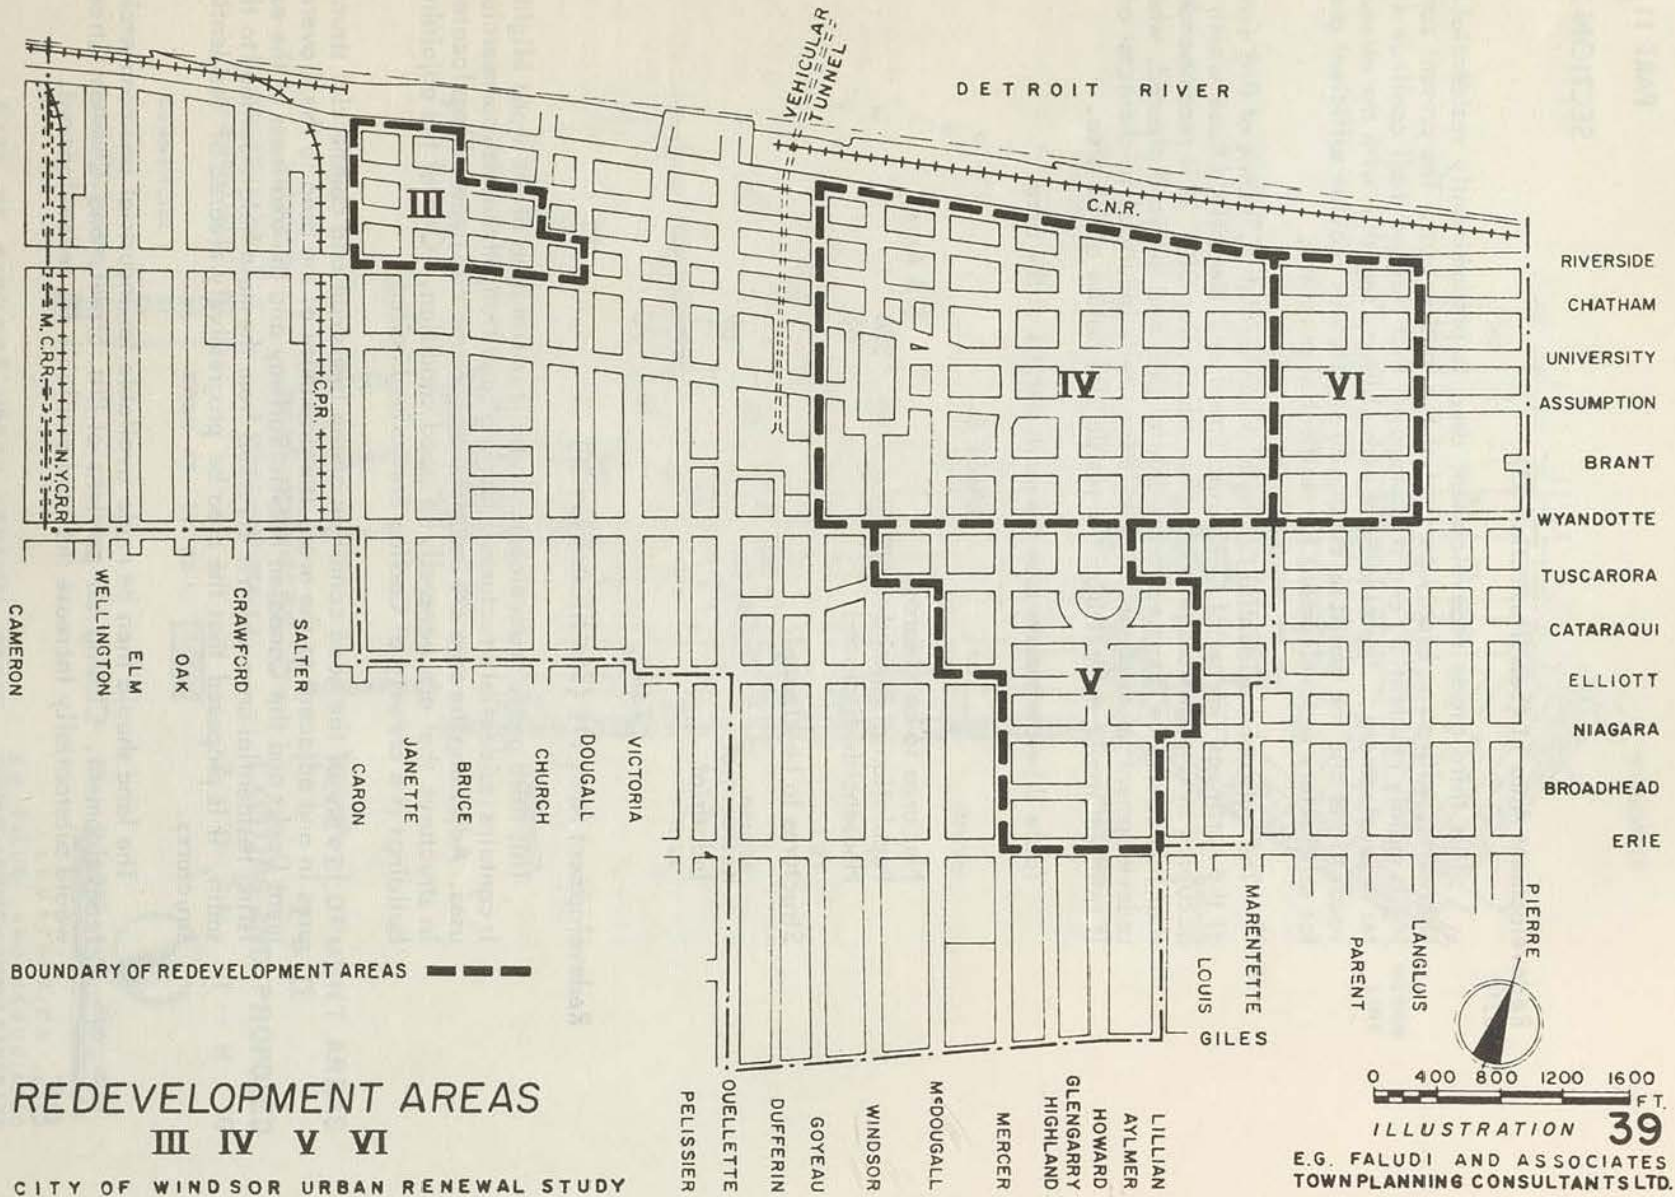 VEHICULAR
TUNNEL
DETROIT RIVER
C.N.R.
III
IV
VI
V
M.C.R.R.
N.Y.C.R.R
C.P.R.
RIVERSIDE
CHATHAM
UNIVERSITY
ASSUMPTION
BRANT
WYANDOTTE
TUSCARORA
CATARAQUI
ELLIOTT
NIAGARA
BROADHEAD
ERIE
CAMERON
WELLINGTON
ELM
OAK
CRAWFORD
SALTER
CARON
JANETTE
BRUCE
CHURCH
DOUGALL
VICTORIA
PELISSIER
OUELLETTE
DUFFERIN
GOYEAU
WINDSOR
McDOUGALL
MERCER
HIGHLAND
GLENGARRY
HOWARD
AYLMER
LILLIAN
LOUIS
MARENTETTE
PARENT
LANGLOIS
PIERRE
GILES
BOUNDARY OF REDEVELOPMENT AREAS
REDEVELOPMENT AREAS
III IV V VI
CITY OF WINDSOR URBAN RENEWAL STUDY
0 400 800 1200 1600
FT.
ILLUSTRATION 39
E.G. FALUDI AND ASSOCIATES
TOWN PLANNING CONSULTANTS LTD.